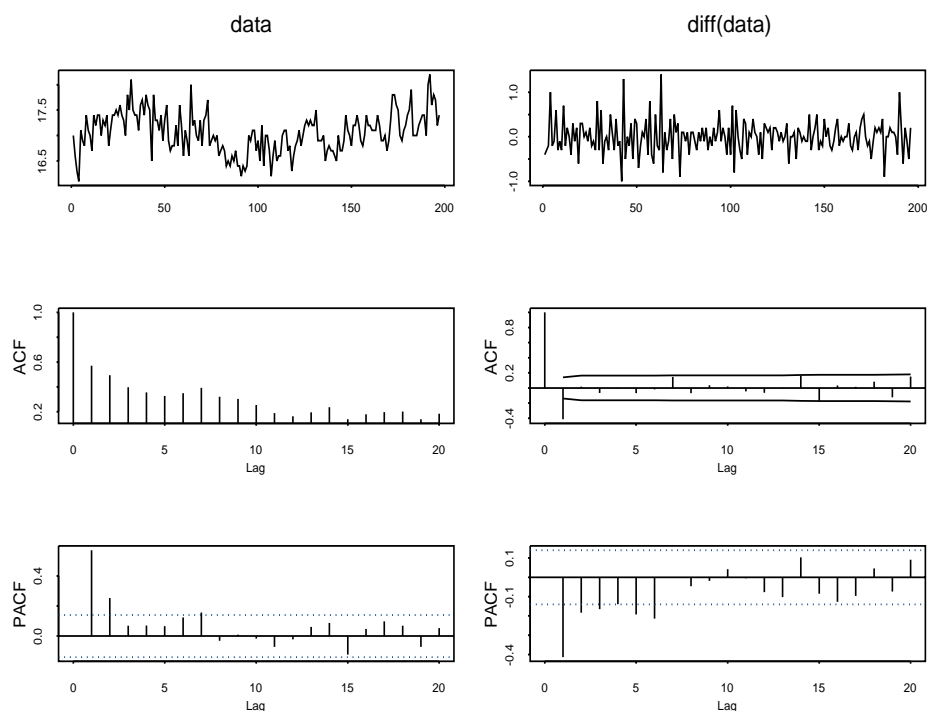 data
diff(data)
16.5 17.5
0 50 100 150 200
-1.0 0.0 1.0
0 50 100 150 200
ACF
0.2 0.6 1.0
0 5 10 15 20
Lag
ACF
-0.4 0.2 0.8
0 5 10 15 20
Lag
PACF
0.0 0.4
0 5 10 15 20
Lag
PACF
-0.4 -0.1 0.1
0 5 10 15 20
Lag